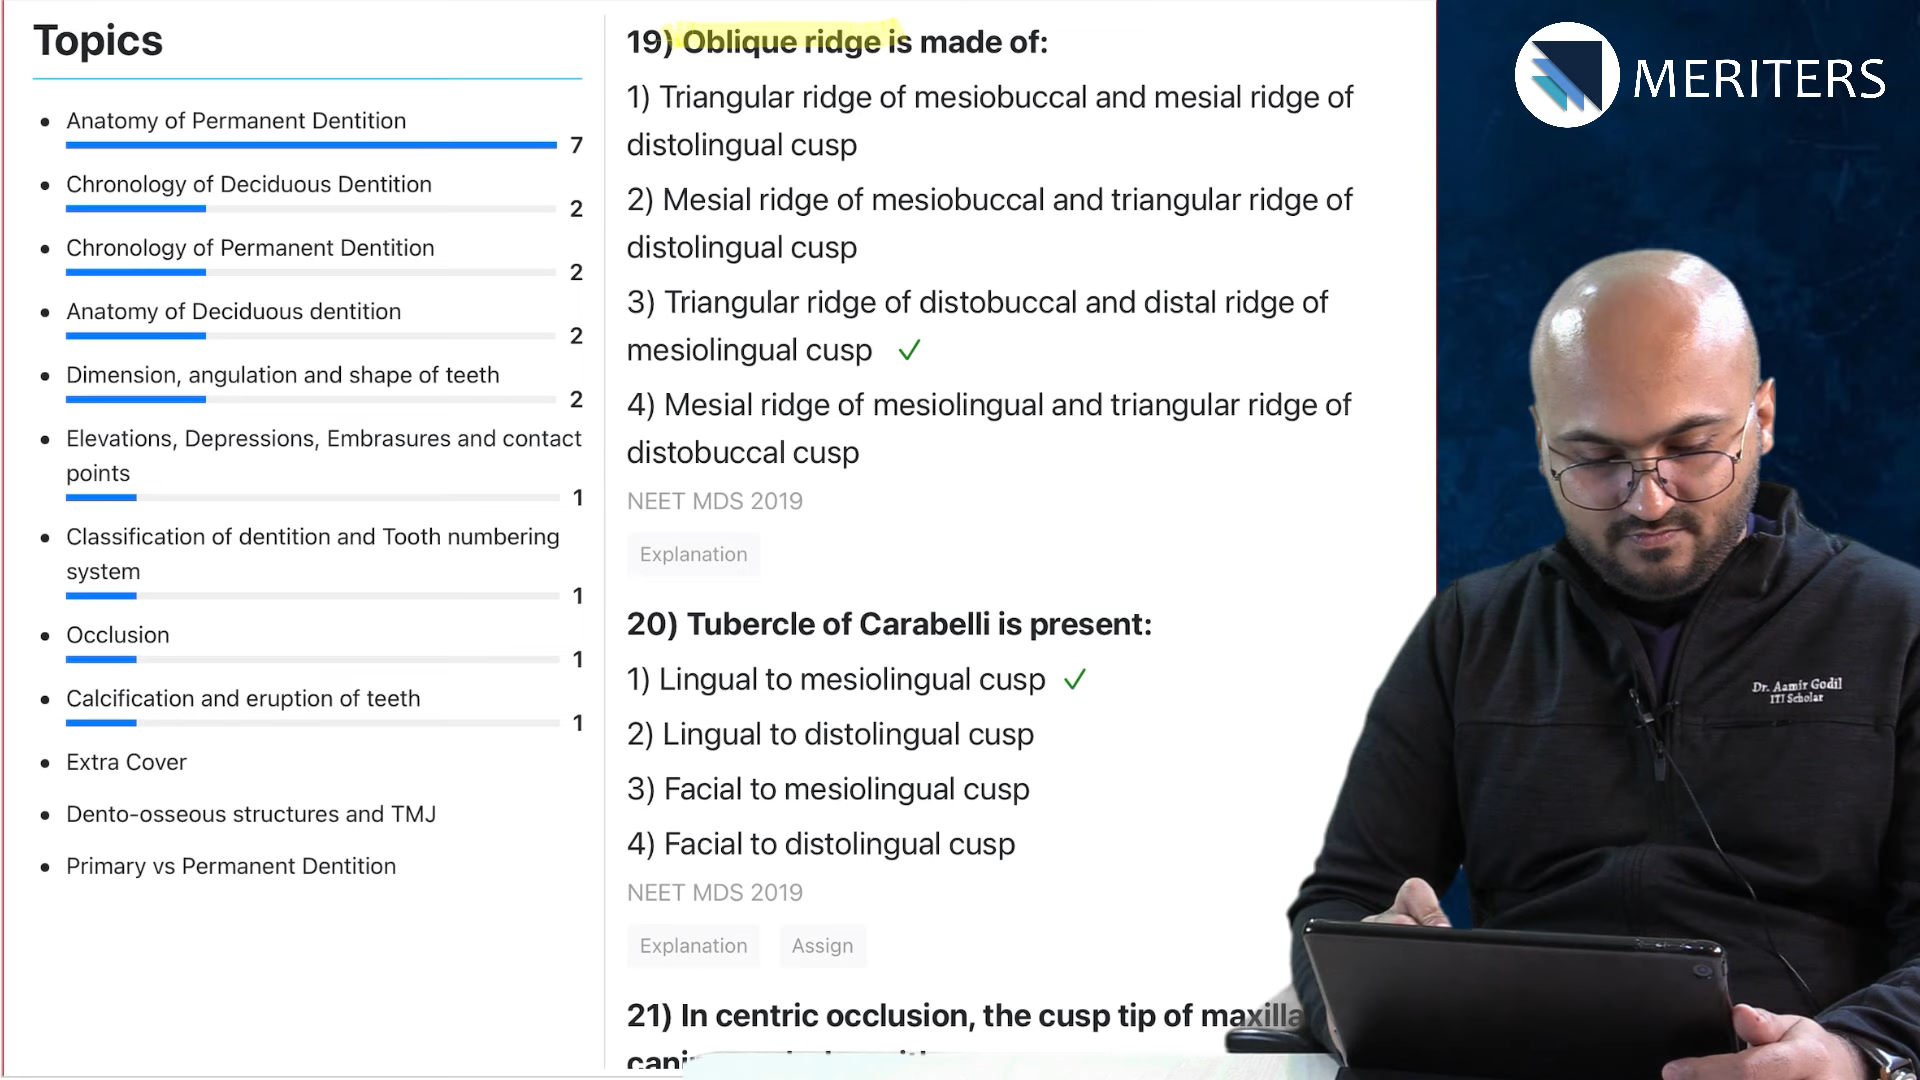 Topics
Anatomy of Permanent Dentition
7
Chronology of Deciduous Dentition
2
Chronology of Permanent Dentition
2
Anatomy of Deciduous dentition
2
Dimension, angulation and shape of teeth
2
Elevations, Depressions, Embrasures and contact
points
1
Classification of dentition and Tooth numbering
system
1
Occlusion
1
Calcification and eruption of teeth
1
Extra Cover
Dento-osseous structures and TMJ
Primary vs Permanent Dentition
19) Oblique ridge is made of:
1) Triangular ridge of mesiobuccal and mesial ridge of
distolingual cusp
2) Mesial ridge of mesiobuccal and triangular ridge of
distolingual cusp
3) Triangular ridge of distobuccal and distal ridge of
mesiolingual cusp
4) Mesial ridge of mesiolingual and triangular ridge of
distobuccal cusp
NEET MDS 2019
Explanation
20) Tubercle of Carabelli is present:
1) Lingual to mesiolingual cusp
2) Lingual to distolingual cusp
3) Facial to mesiolingual cusp
4) Facial to distolingual cusp
NEET MDS 2019
Explanation Assign
21) In centric occlusion, the cusp tip of maxilla
MERITERS
Dr. Aamir Godil
ITI Scholar